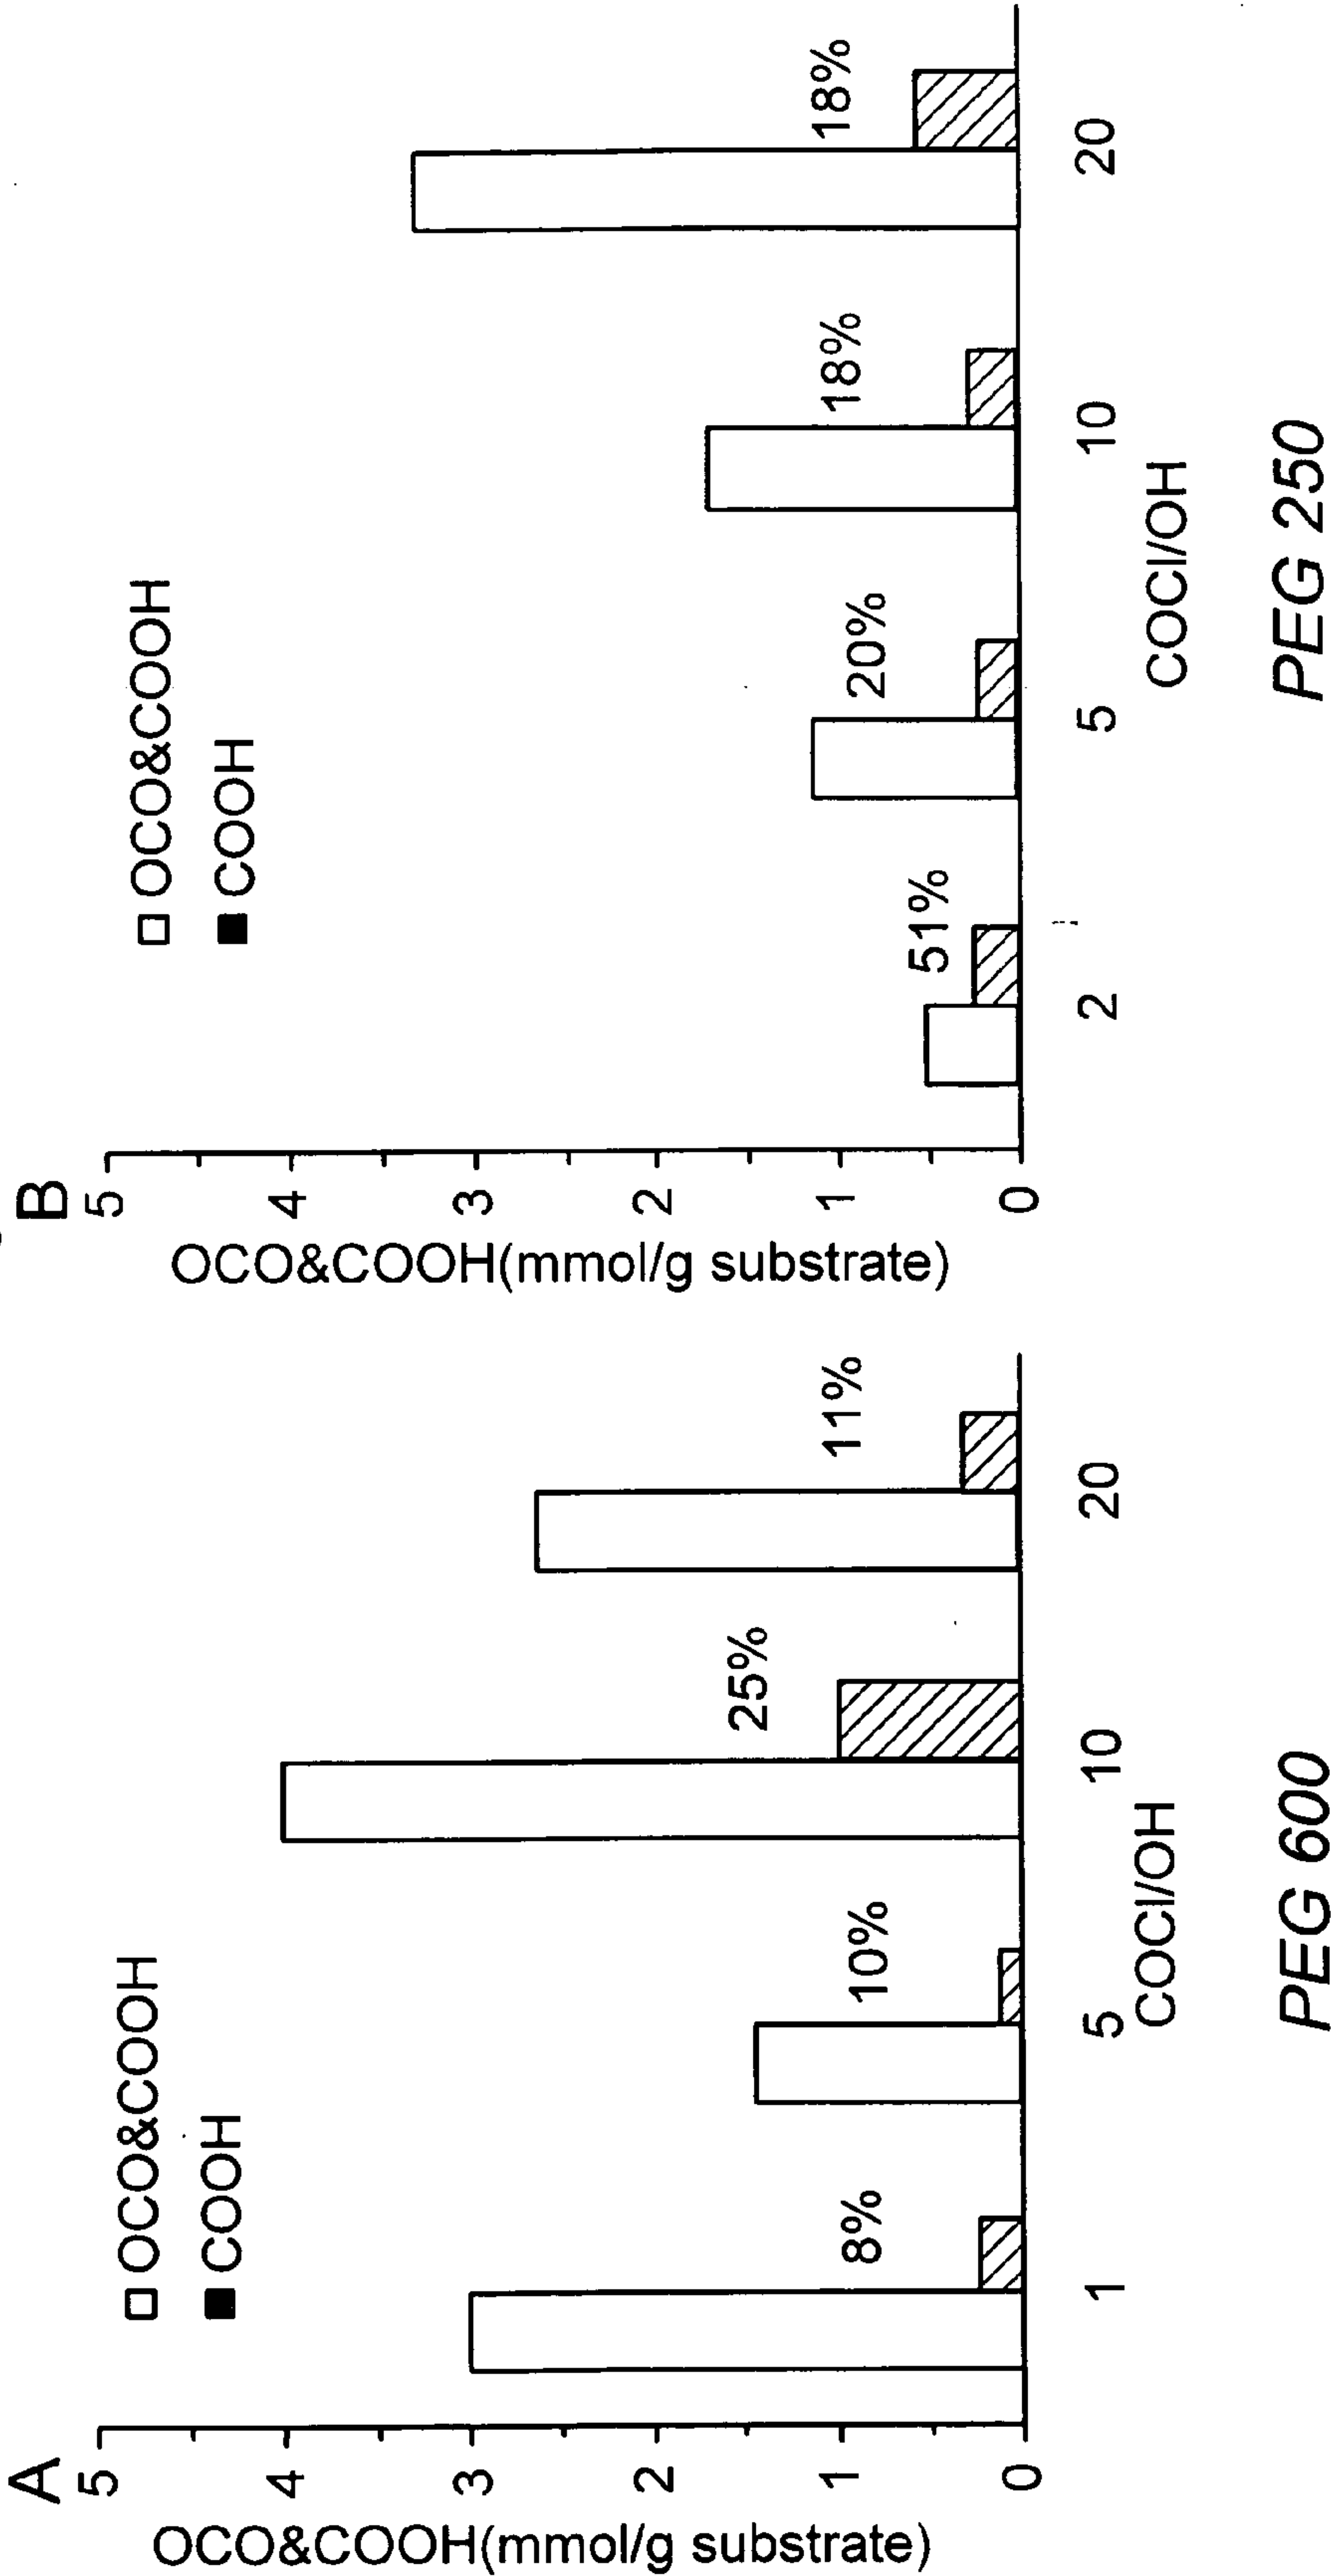 A
OCO&COOH(mmol/g substrate)
5
4
3
2
1
0
□ OCO&COOH
■ COOH
8%
10%
25%
11%
1
5
10
20
COCl/OH
PEG 600
B
OCO&COOH(mmol/g substrate)
5
4
3
2
1
0
□ OCO&COOH
■ COOH
51%
20%
18%
18%
2
5
10
20
COCl/OH
PEG 250